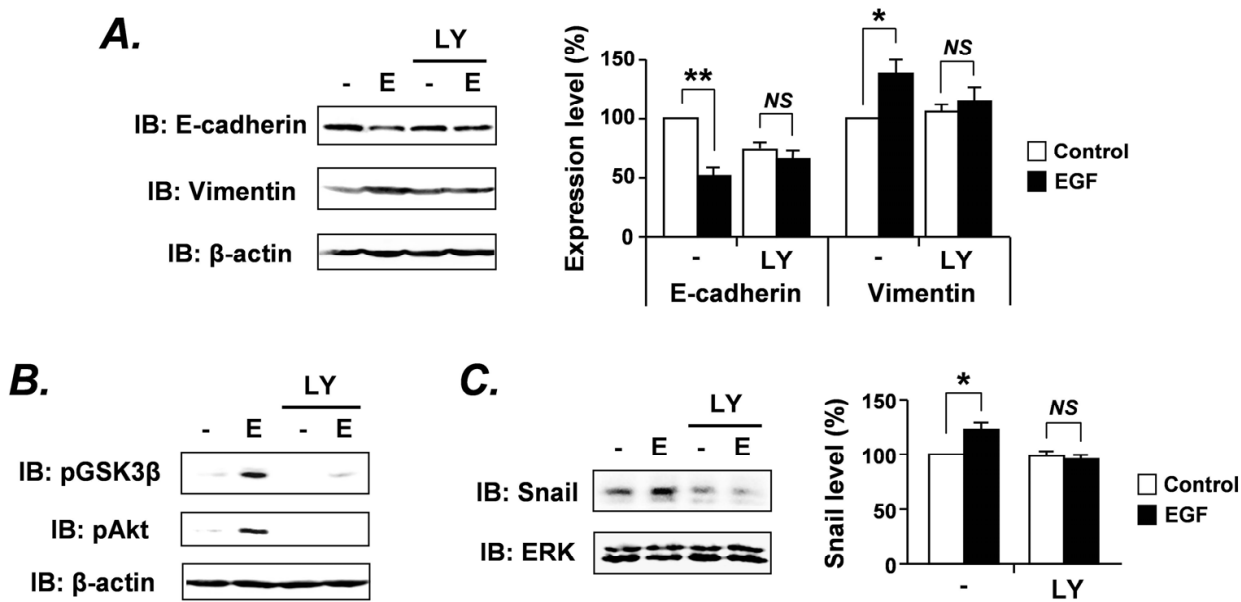 A.
LY
- E - E
IB: E-cadherin
IB: Vimentin
IB: β-actin
Expression level (%)
150
100
50
0
**
NS
*
NS
- LY - LY
E-cadherin Vimentin
Control
EGF
B.
LY
- E - E
IB: pGSK3β
IB: pAkt
IB: β-actin
C.
LY
- E - E
IB: Snail
IB: ERK
Snail level (%)
150
100
50
0
*
NS
- LY
Control
EGF